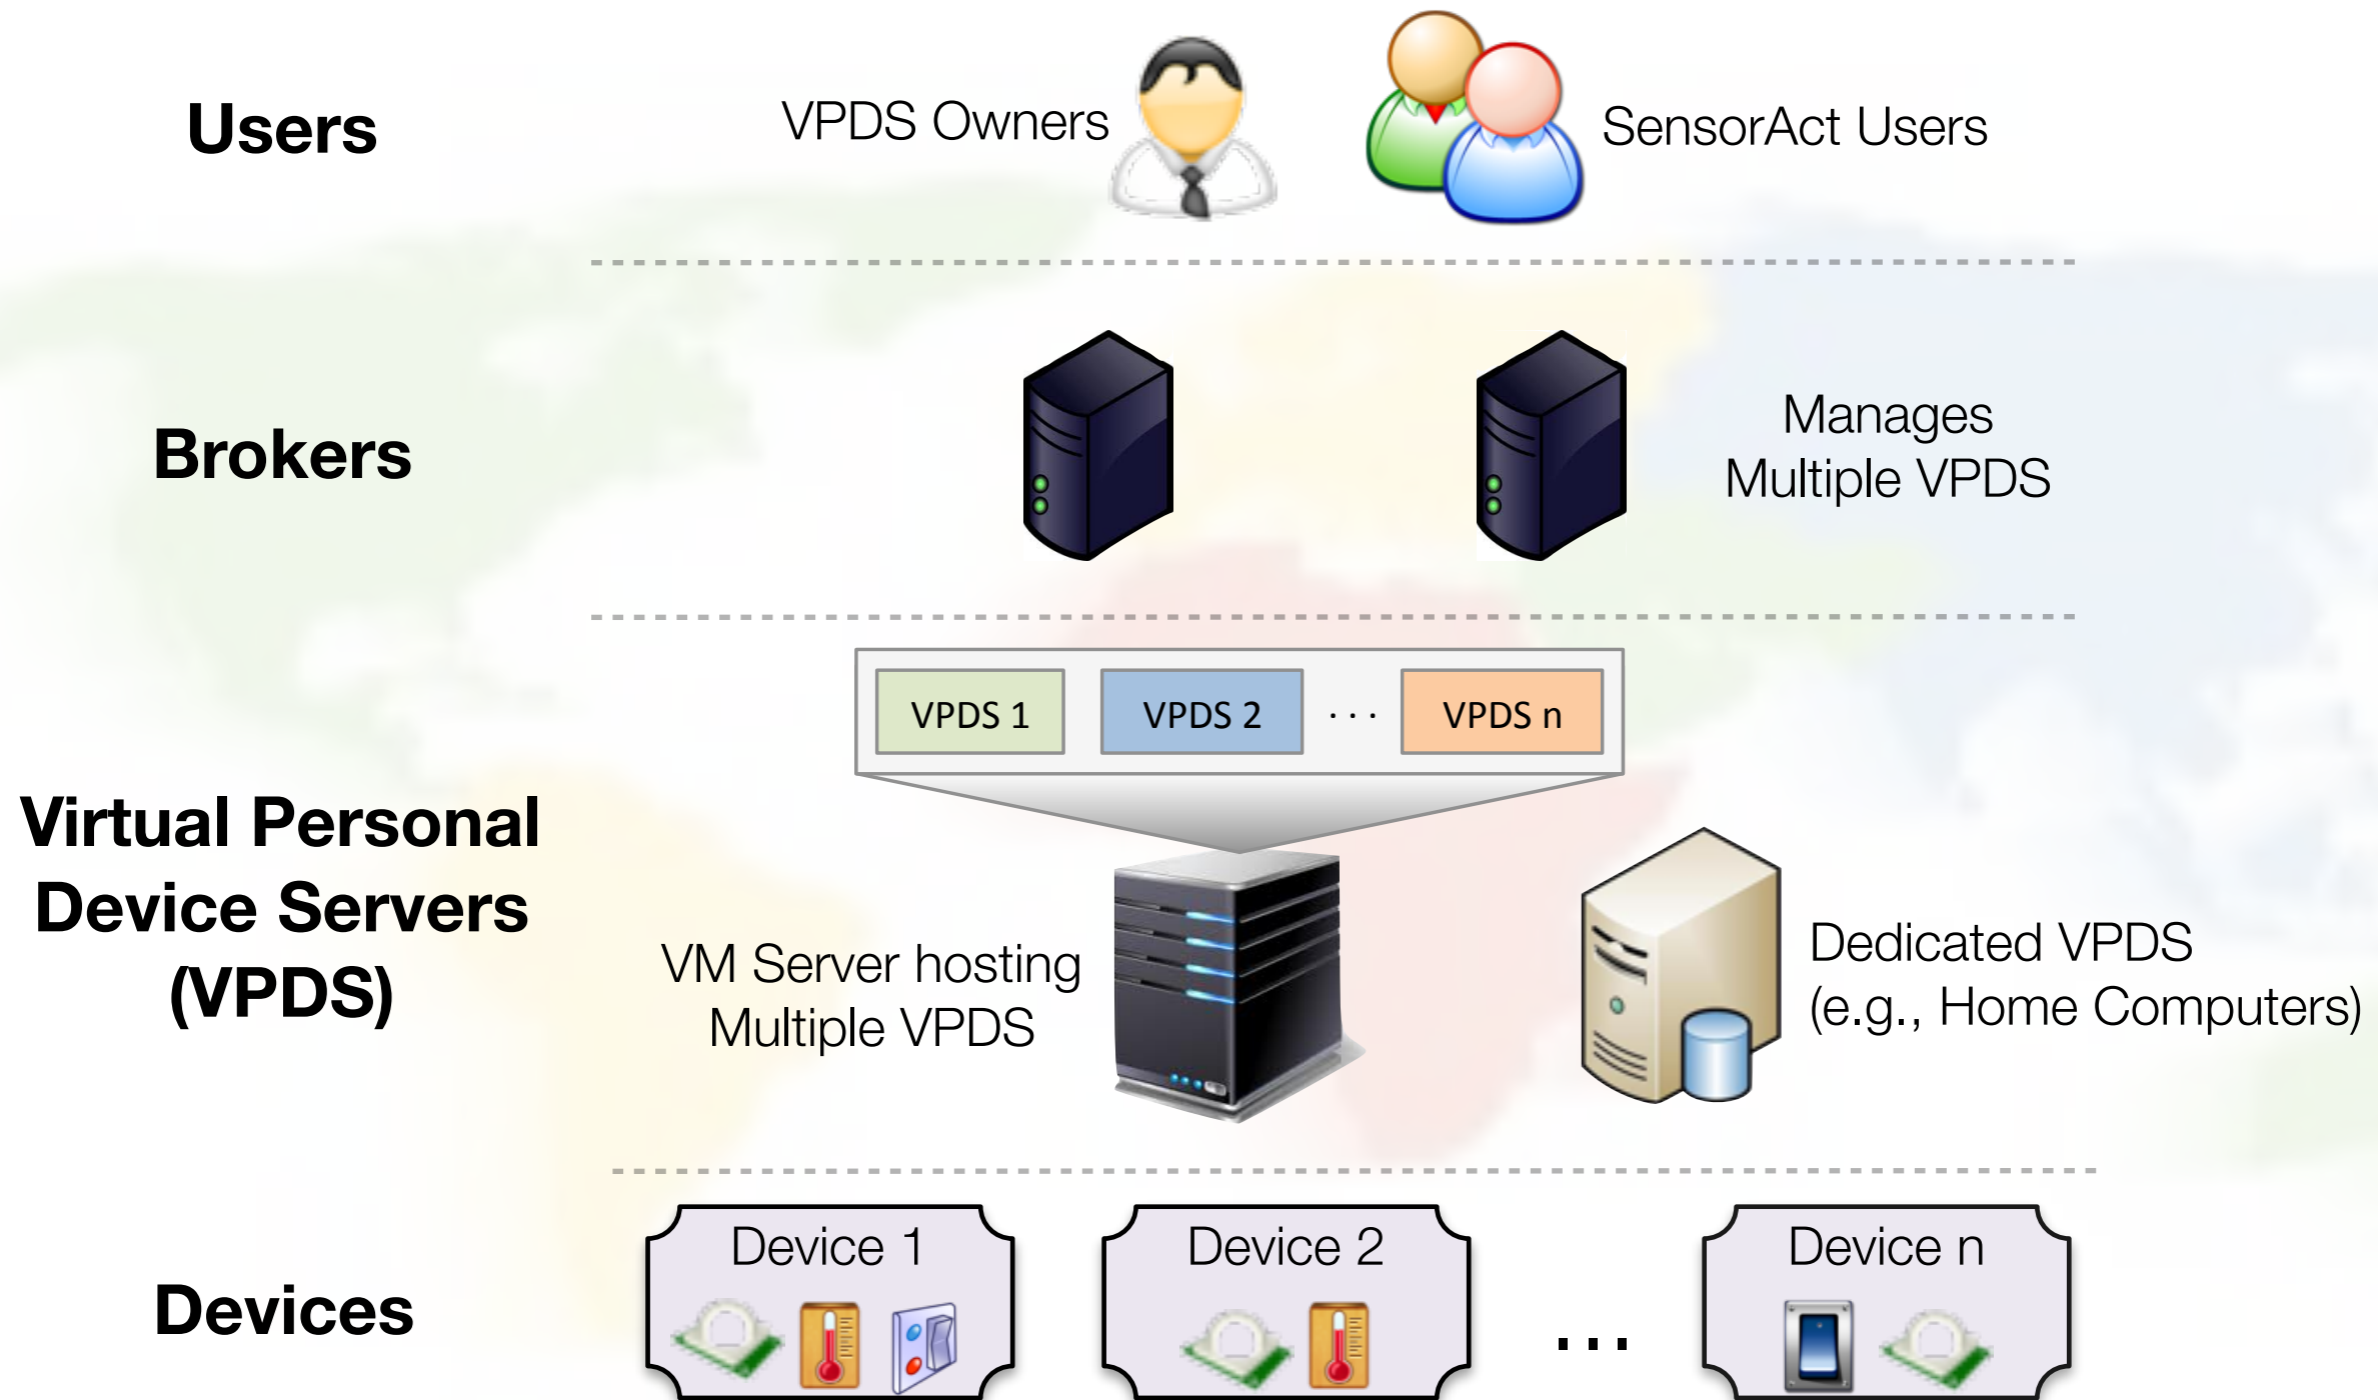 Users
VPDS Owners
SensorAct Users
Brokers
Manages
Multiple VPDS
VPDS 1
VPDS 2
. . .
VPDS n
Virtual Personal
Device Servers
(VPDS)
VM Server hosting
Multiple VPDS
Dedicated VPDS
(e.g., Home Computers)
Devices
Device 1
Device 2
...
Device n